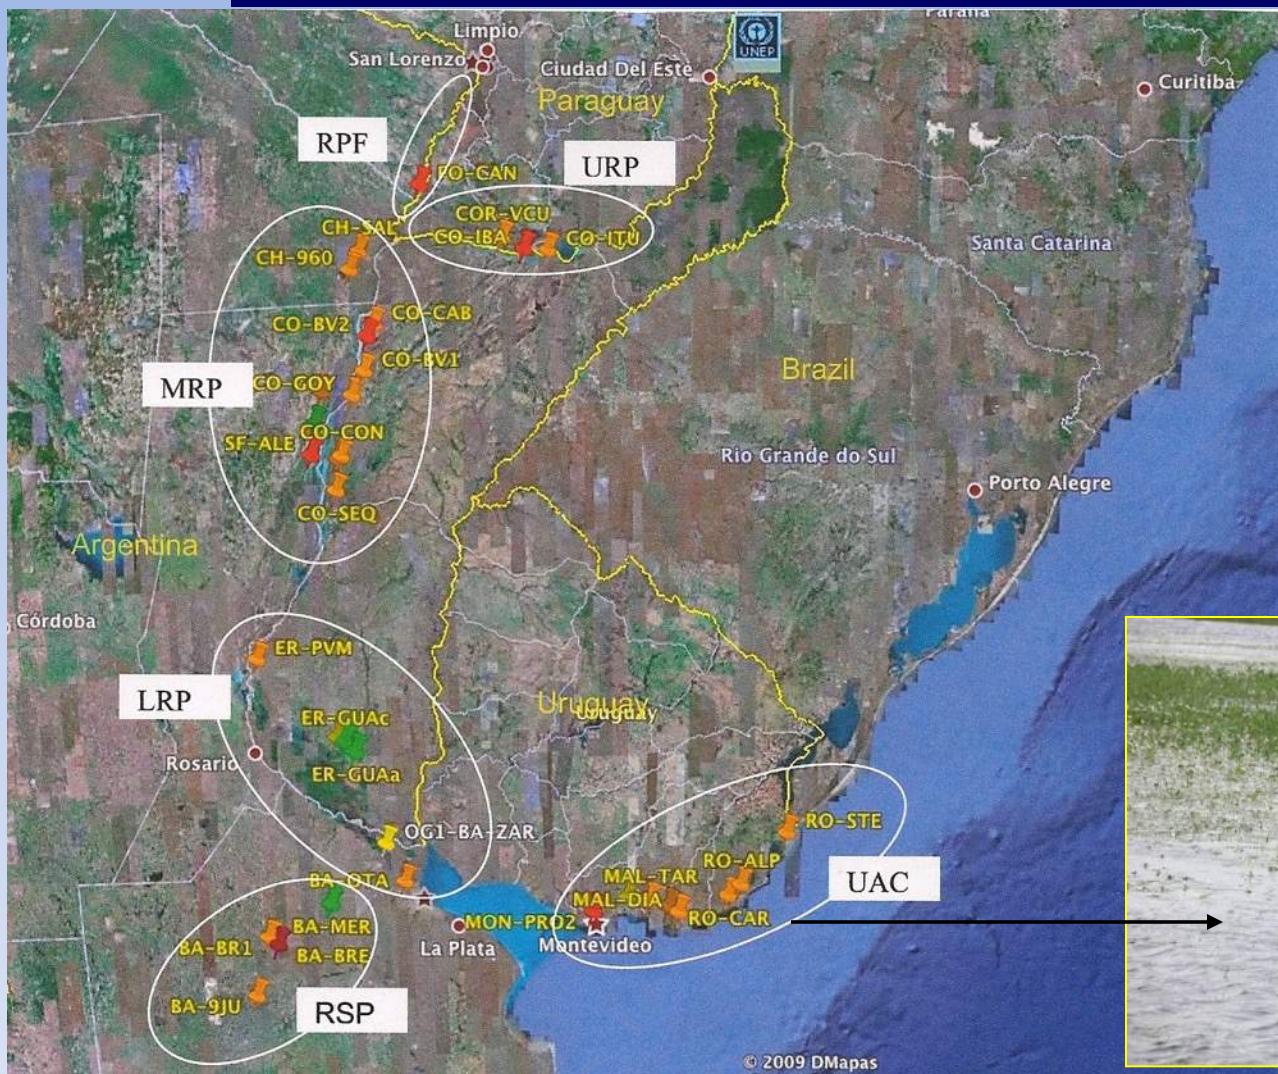 Limpio
San Lorenzo
Ciudad Del Este
UNEP
Curitiba
Paraguay
RPF
URP
FO-CAN
COR-VCU
CH-SAL
CO-IBA
CO-ITU
CH-960
Santa Catarina
CO-CAB
CO-BV2
CO-BV1
MRP
CO-GOY
Brazil
CO-CON
SF-ALE
Rio Grande do Sul
Porto Alegre
CO-SEQ
Argentina
Córdoba
ER-PVM
LRP
Uruguay
Uruguay
ER-GUAc
Rosario
ER-GUAa
OG1-BA-ZAR
RO-STE
RO-ALP
BA-OTA
MAL-TAR
UAC
MAL-DIA
RO-CAR
MON-PRO2
BA-MER
Montevideo
BA-BR1
La Plata
BA-BRE
BA-9JU
RSP
© 2009 DMapas